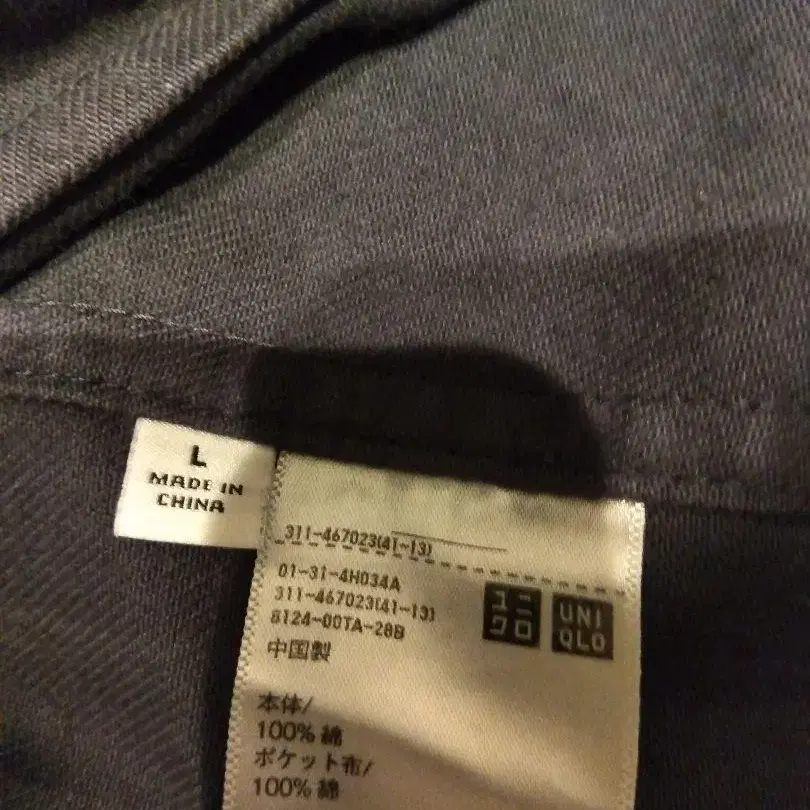 L
MADE IN
CHINA
311-467023(41-13)
01-31-4H034A
311-467023(41-13)
8124-00TA-28B
中国製
ユニ
クロ
UNI
QLO
本体/
100% 綿
ポケット布/
100% 綿